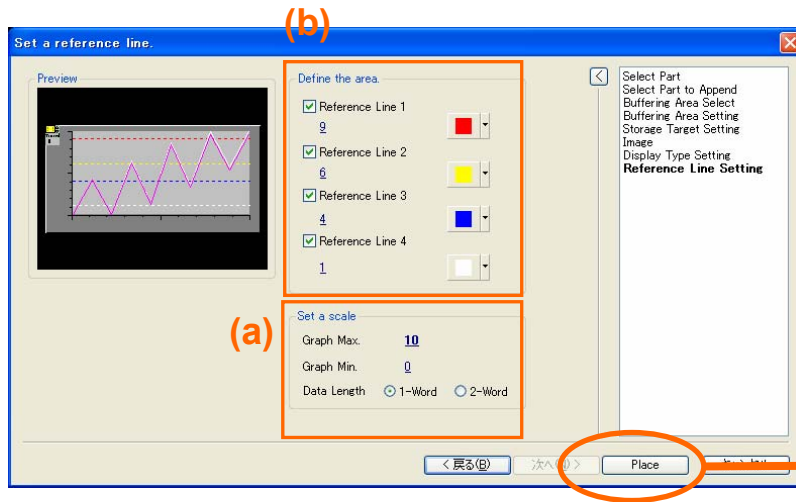 (b)
Set a reference line.
Preview
Define the area.
Reference Line 1
9
Reference Line 2
6
Reference Line 3
4
Reference Line 4
1
(a)
Set a scale
Graph Max. 10
Graph Min. 0
Data Length 1-Word 2-Word
Select Part
Select Part to Append
Buffering Area Select
Buffering Area Setting
Storage Target Setting
Image
Display Type Setting
Reference Line Setting
< 戻る(B) 次へ( ) > Place